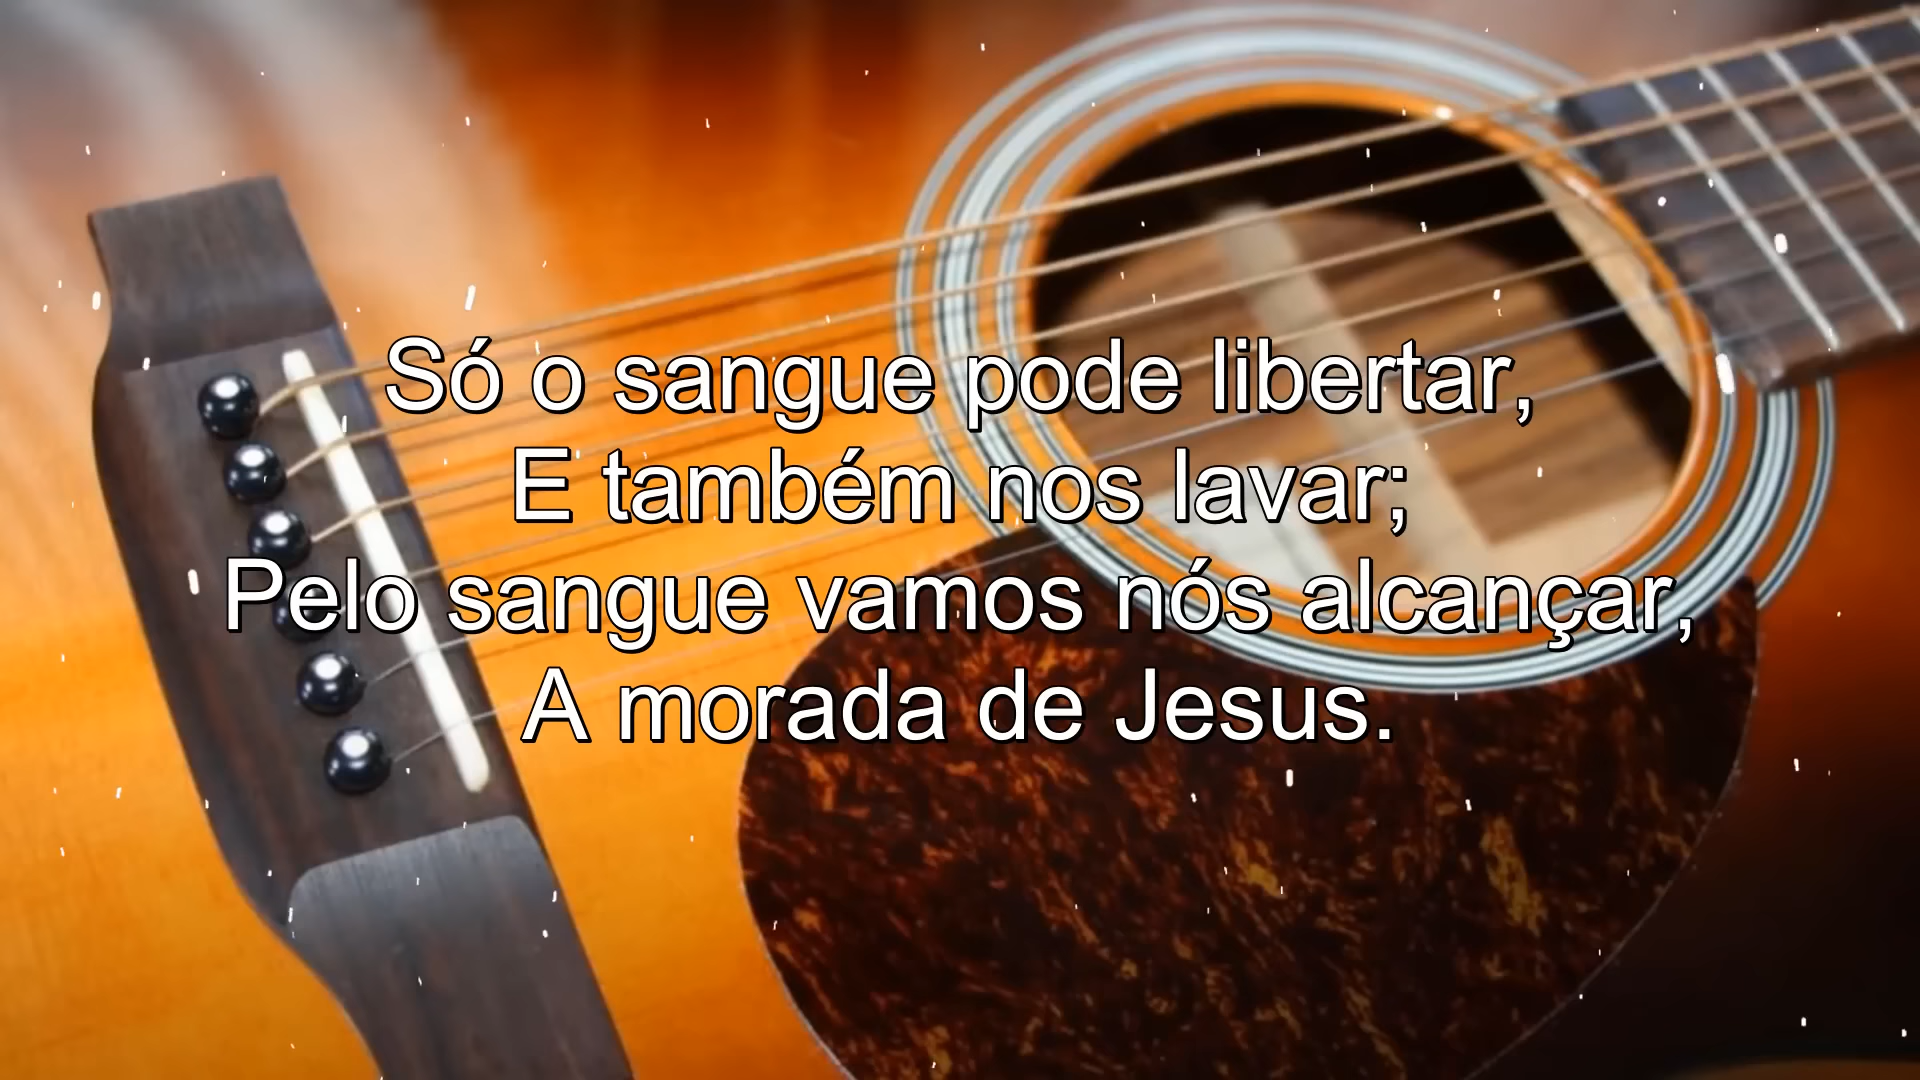 Só o sangue pode libertar,
E também nos lavar;
Pelo sangue vamos nós alcançar,
A morada de Jesus.